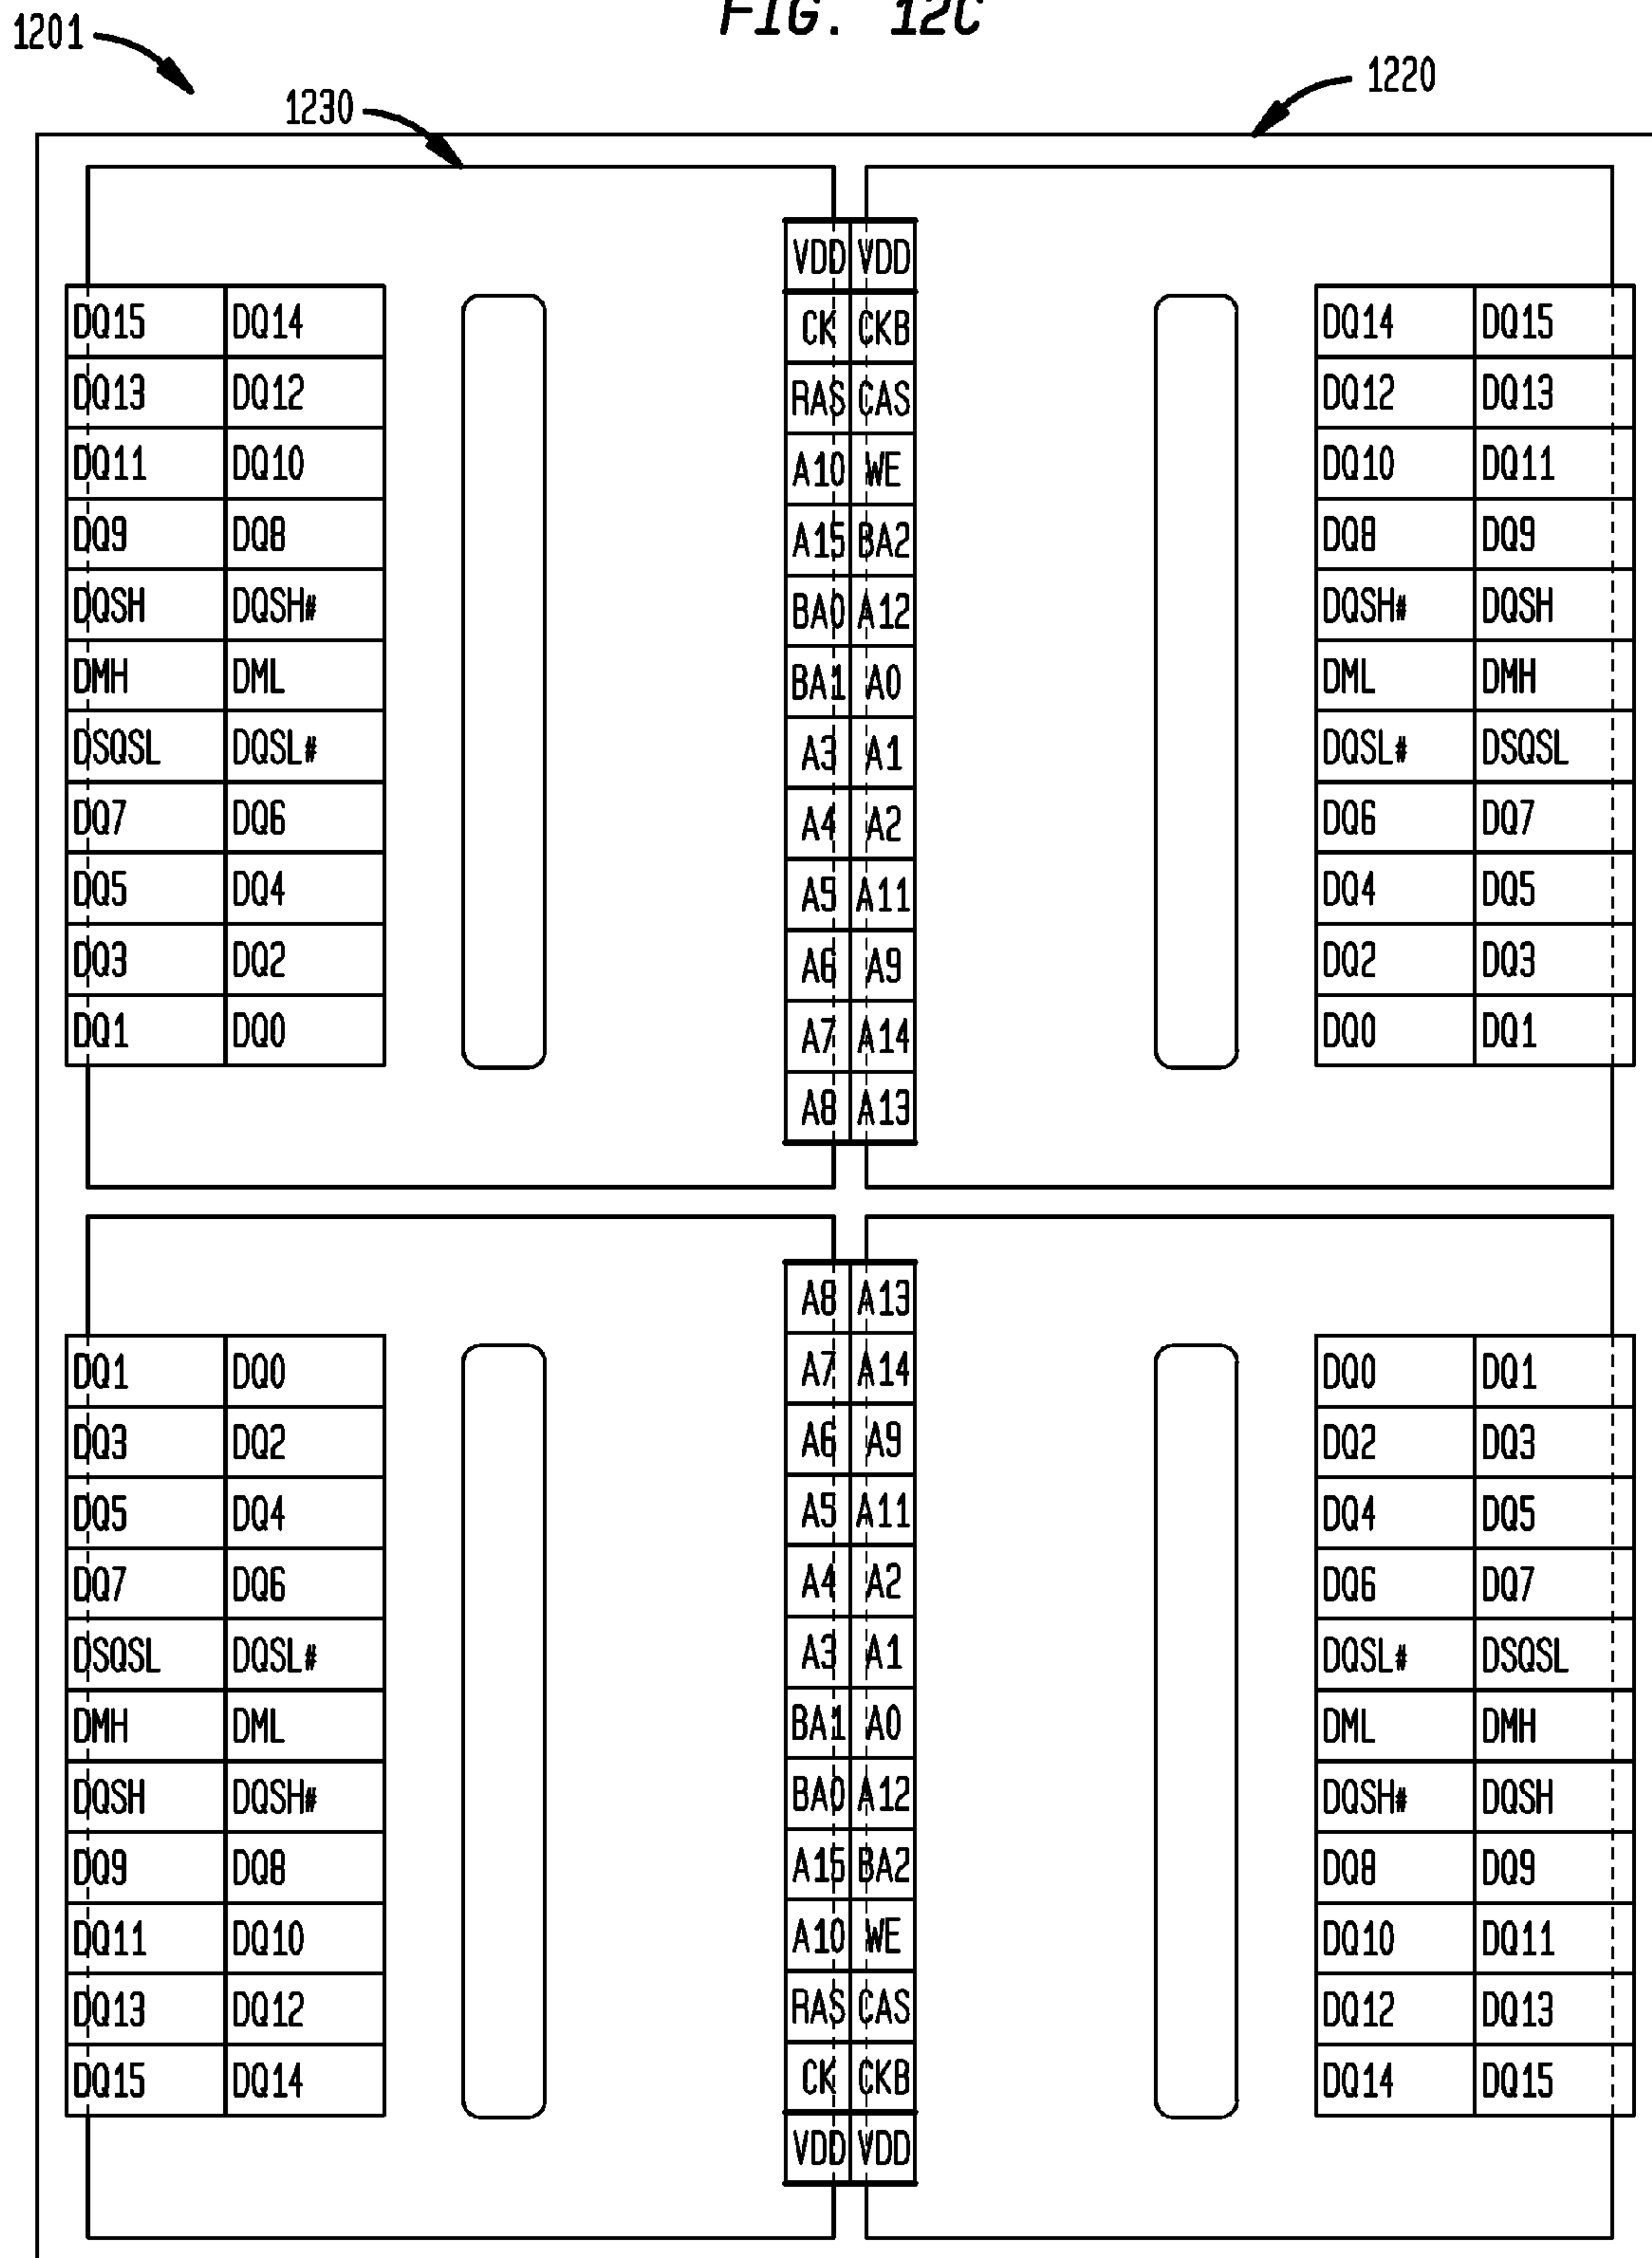 FIG. 12C
1201
1220
1230
VDD VDD
DQ15 DQ14 CK CKB DQ14 DQ15
DQ13 DQ12 RAS CAS DQ12 DQ13
DQ11 DQ10 A10 WE DQ10 DQ11
DQ9 DQ8 A15 BA2 DQ8 DQ9
DQSH DQSH# BA0 A12 DQSH# DQSH
DMH DML BA1 A0 DML DMH
DSQSL DQSL# A3 A1 DQSL# DSQSL
DQ7 DQ6 A4 A2 DQ6 DQ7
DQ5 DQ4 A5 A11 DQ4 DQ5
DQ3 DQ2 A6 A9 DQ2 DQ3
DQ1 DQ0 A7 A14 DQ0 DQ1
A8 A13
A8 A13
DQ1 DQ0 A7 A14 DQ0 DQ1
DQ3 DQ2 A6 A9 DQ2 DQ3
DQ5 DQ4 A5 A11 DQ4 DQ5
DQ7 DQ6 A4 A2 DQ6 DQ7
DSQSL DQSL# A3 A1 DQSL# DSQSL
DMH DML BA1 A0 DML DMH
DQSH DQSH# BA0 A12 DQSH# DQSH
DQ9 DQ8 A15 BA2 DQ8 DQ9
DQ11 DQ10 A10 WE DQ10 DQ11
DQ13 DQ12 RAS CAS DQ12 DQ13
DQ15 DQ14 CK CKB DQ14 DQ15
VDD VDD